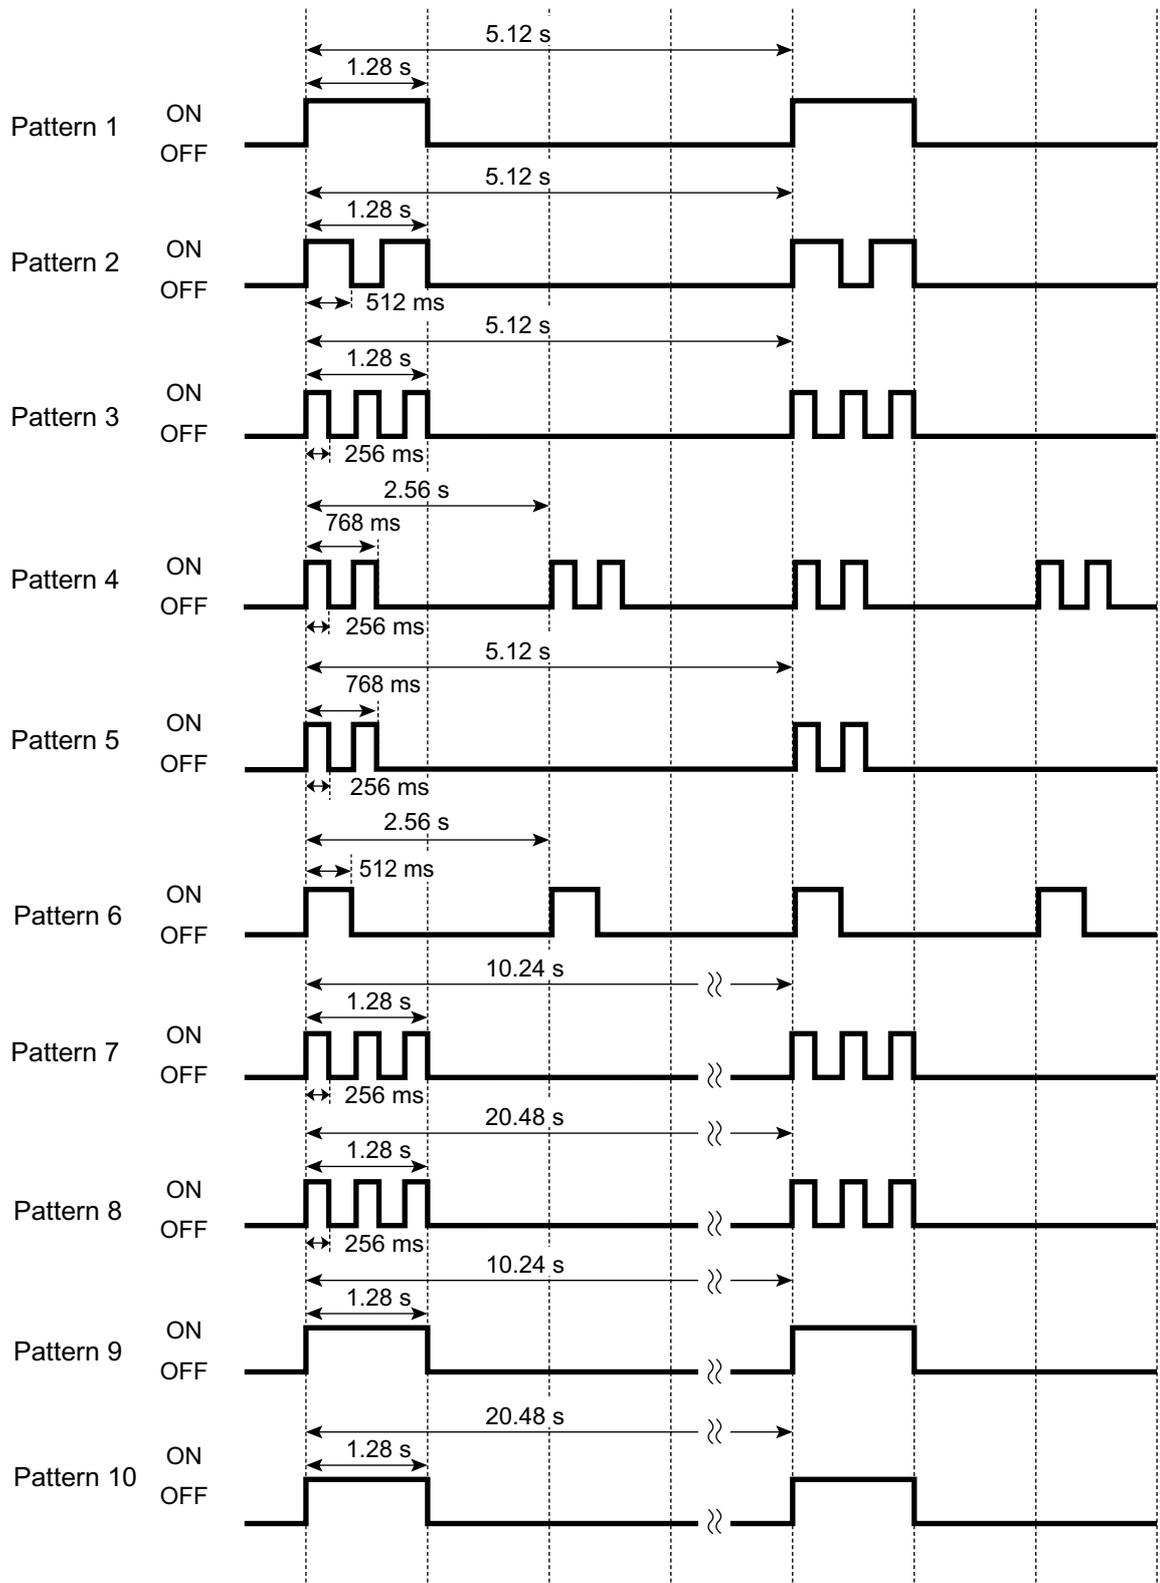 5.12 s
1.28 s
Pattern 1
ON
OFF
5.12 s
1.28 s
Pattern 2
ON
OFF
512 ms
5.12 s
1.28 s
Pattern 3
ON
OFF
256 ms
2.56 s
768 ms
Pattern 4
ON
OFF
256 ms
5.12 s
768 ms
Pattern 5
ON
OFF
256 ms
2.56 s
512 ms
Pattern 6
ON
OFF
10.24 s
1.28 s
Pattern 7
ON
OFF
256 ms
20.48 s
1.28 s
Pattern 8
ON
OFF
256 ms
10.24 s
1.28 s
Pattern 9
ON
OFF
20.48 s
1.28 s
Pattern 10
ON
OFF